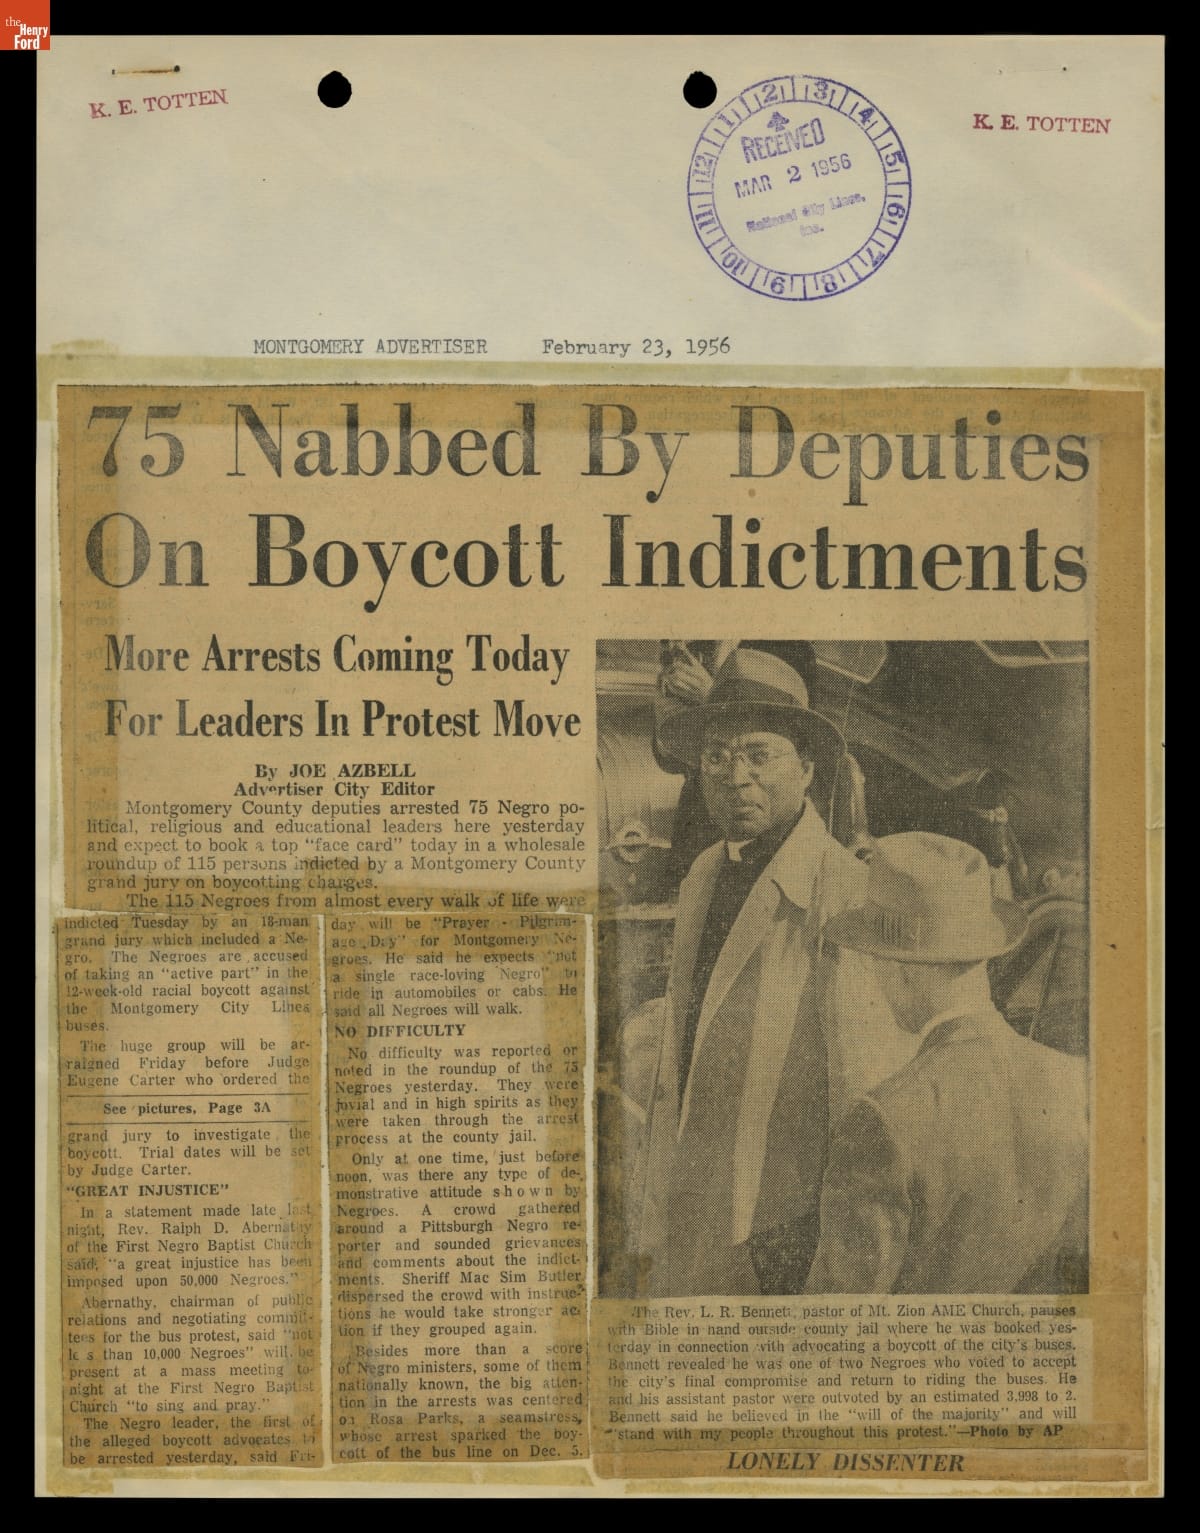 the
Henry
Ford
K. E. TOTTEN
K. E. TOTTEN
12 1 2 3 4 5 6 7 8 9 10 11
RECEIVED
MAR 2 1956
National City Lines,
Inc.
MONTGOMERY ADVERTISER February 23, 1956
75 Nabbed By Deputies
On Boycott Indictments
More Arrests Coming Today
For Leaders In Protest Move
By JOE AZBELL
Advertiser City Editor
Montgomery County deputies arrested 75 Negro po-
litical, religious and educational leaders here yesterday
and expect to book a top "face card" today in a wholesale
roundup of 115 persons indicted by a Montgomery County
grand jury on boycotting charges.
The 115 Negroes from almost every walk of life were
indicted Tuesday by an 18-man
grand jury which included a Ne-
gro. The Negroes are accused
of taking an "active part" in the
12-week-old racial boycott against
the Montgomery City Lines
buses.
The huge group will be ar-
raigned Friday before Judge
Eugene Carter who ordered the
See pictures, Page 3A
grand jury to investigate the
boycott. Trial dates will be set
by Judge Carter.
"GREAT INJUSTICE"
In a statement made late last
night, Rev. Ralph D. Abernathy
of the First Negro Baptist Church
said, "a great injustice has been
imposed upon 50,000 Negroes."
Abernathy, chairman of public
relations and negotiating commit-
tees for the bus protest, said "not
less than 10,000 Negroes" will be
present at a mass meeting to-
night at the First Negro Baptist
Church "to sing and pray."
The Negro leader, the first of
the alleged boycott advocates to
be arrested yesterday, said Fri-
day will be "Prayer - Pilgrim-
age Day" for Montgomery Ne-
groes. He said he expects "not
a single race-loving Negro" to
ride in automobiles or cabs. He
said all Negroes will walk.
NO DIFFICULTY
No difficulty was reported or
noted in the roundup of the 75
Negroes yesterday. They were
jovial and in high spirits as they
were taken through the arrest
process at the county jail.
Only at one time, just before
noon, was there any type of de-
monstrative attitude shown by
Negroes. A crowd gathered
around a Pittsburgh Negro re-
porter and sounded grievances
and comments about the indict-
ments. Sheriff Mac Sim Butler
dispersed the crowd with instruc-
tions he would take stronger ac-
tion if they grouped again.
Besides more than a score
of Negro ministers, some of them
nationally known, the big atten-
tion in the arrests was centered
on Rosa Parks, a seamstress,
whose arrest sparked the boy-
cott of the bus line on Dec. 5.
The Rev. L. R. Bennett, pastor of Mt. Zion AME Church, pauses
with Bible in hand outside county jail where he was booked yes-
terday in connection with advocating a boycott of the city's buses.
Bennett revealed he was one of two Negroes who voted to accept
the city's final compromise and return to riding the buses. He
and his assistant pastor were outvoted by an estimated 3,998 to 2.
Bennett said he believed in the "will of the majority" and will
"stand with my people throughout this protest."—Photo by AP
LONELY DISSENTER